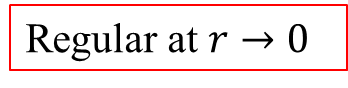 Regular at 𝑟 → 0